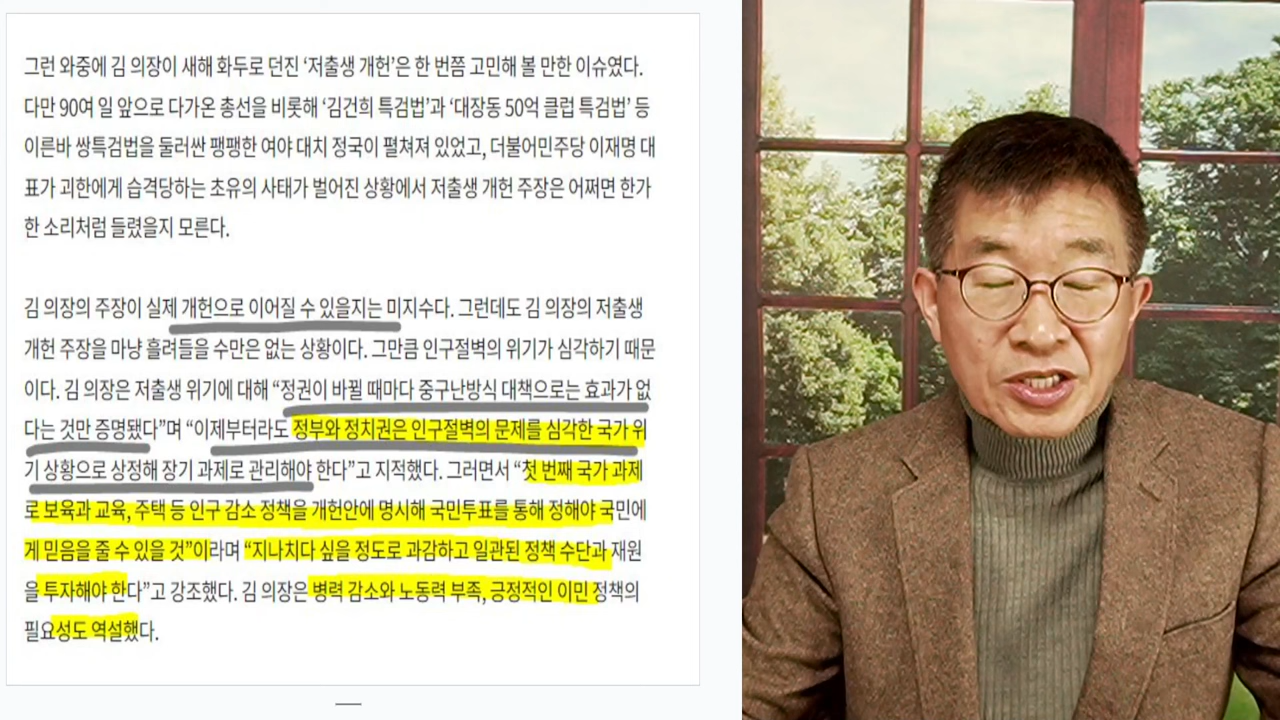 그런 와중에 김 의장이 새해 화두로 던진 ‘저출생 개헌’은 한 번쯤 고민해 볼 만한 이슈였다.
다만 90여 일 앞으로 다가온 총선을 비롯해 ‘김건희 특검법’과 ‘대장동 50억 클럽 특검법’ 등
이른바 쌍특검법을 둘러싼 팽팽한 여야 대치 정국이 펼쳐져 있었고, 더불어민주당 이재명 대
표가 괴한에게 습격당하는 초유의 사태가 벌어진 상황에서 저출생 개헌 주장은 어쩌면 한가
한 소리처럼 들렸을지 모른다.
김 의장의 주장이 실제 개헌으로 이어질 수 있을지는 미지수다. 그런데도 김 의장의 저출생
개헌 주장을 마냥 흘려들을 수만은 없는 상황이다. 그만큼 인구절벽의 위기가 심각하기 때문
이다. 김 의장은 저출생 위기에 대해 “정권이 바뀔 때마다 중구난방식 대책으로는 효과가 없
다는 것만 증명됐다”며 “이제부터라도 정부와 정치권은 인구절벽의 문제를 심각한 국가 위
기 상황으로 상정해 장기 과제로 관리해야 한다”고 지적했다. 그러면서 “첫 번째 국가 과제
로 보육과 교육, 주택 등 인구 감소 정책을 개헌안에 명시해 국민투표를 통해 정해야 국민에
게 믿음을 줄 수 있을 것”이라며 “지나치다 싶을 정도로 과감하고 일관된 정책 수단과 재원
을 투자해야 한다”고 강조했다. 김 의장은 병력 감소와 노동력 부족, 긍정적인 이민 정책의
필요성도 역설했다.